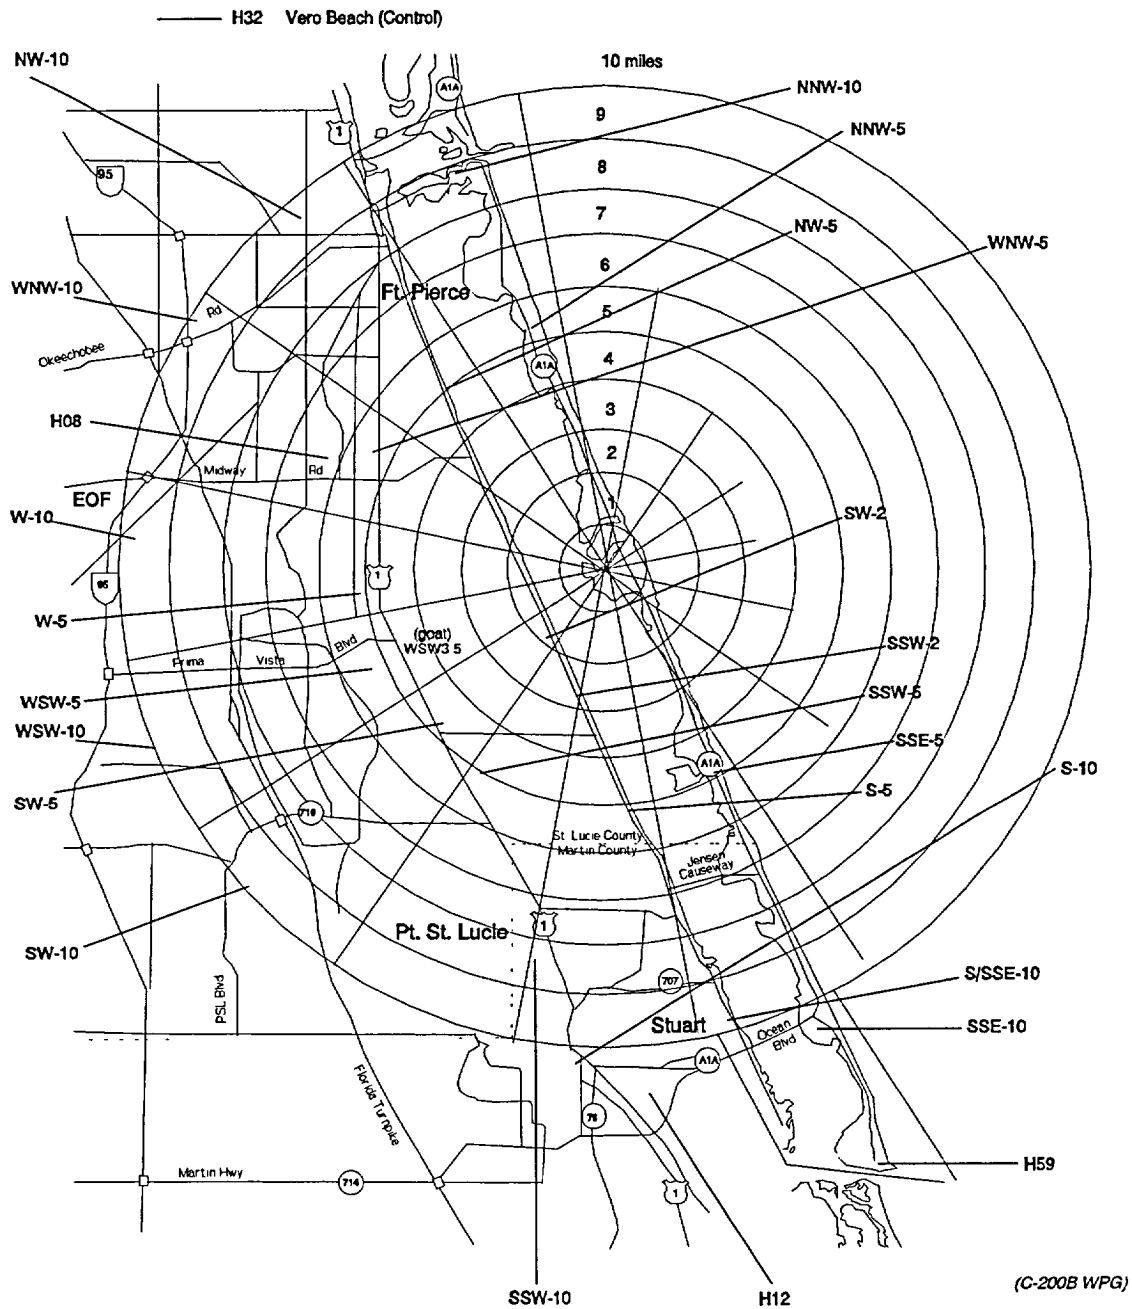 H32 Vero Beach (Control)
NW-10
10 miles
A1A
NNW-10
9
1
NNW-5
8
95
7
NW-5
WNW-5
6
WNW-10
Ft. Pierce
Rd
5
Okeechobee
4
A1A
3
H08
2
Midway Rd
EOF
1
W-10
SW-2
1
95
W-5
(goat)
WSW3 5
Blvd
SSW-2
Prima Vista
SSW-5
WSW-5
WSW-10
SSE-5
A1A
S-10
S-5
SW-5
716
St. Lucie County
Martin County
Jensen
Causeway
1
Pt. St. Lucie
SW-10
S/SSE-10
707
PSL Blvd
Stuart
SSE-10
Ocean
Blvd
A1A
Florida Turnpike
76
H59
Martin Hwy
714
1
(C-200B WPG)
SSW-10
H12